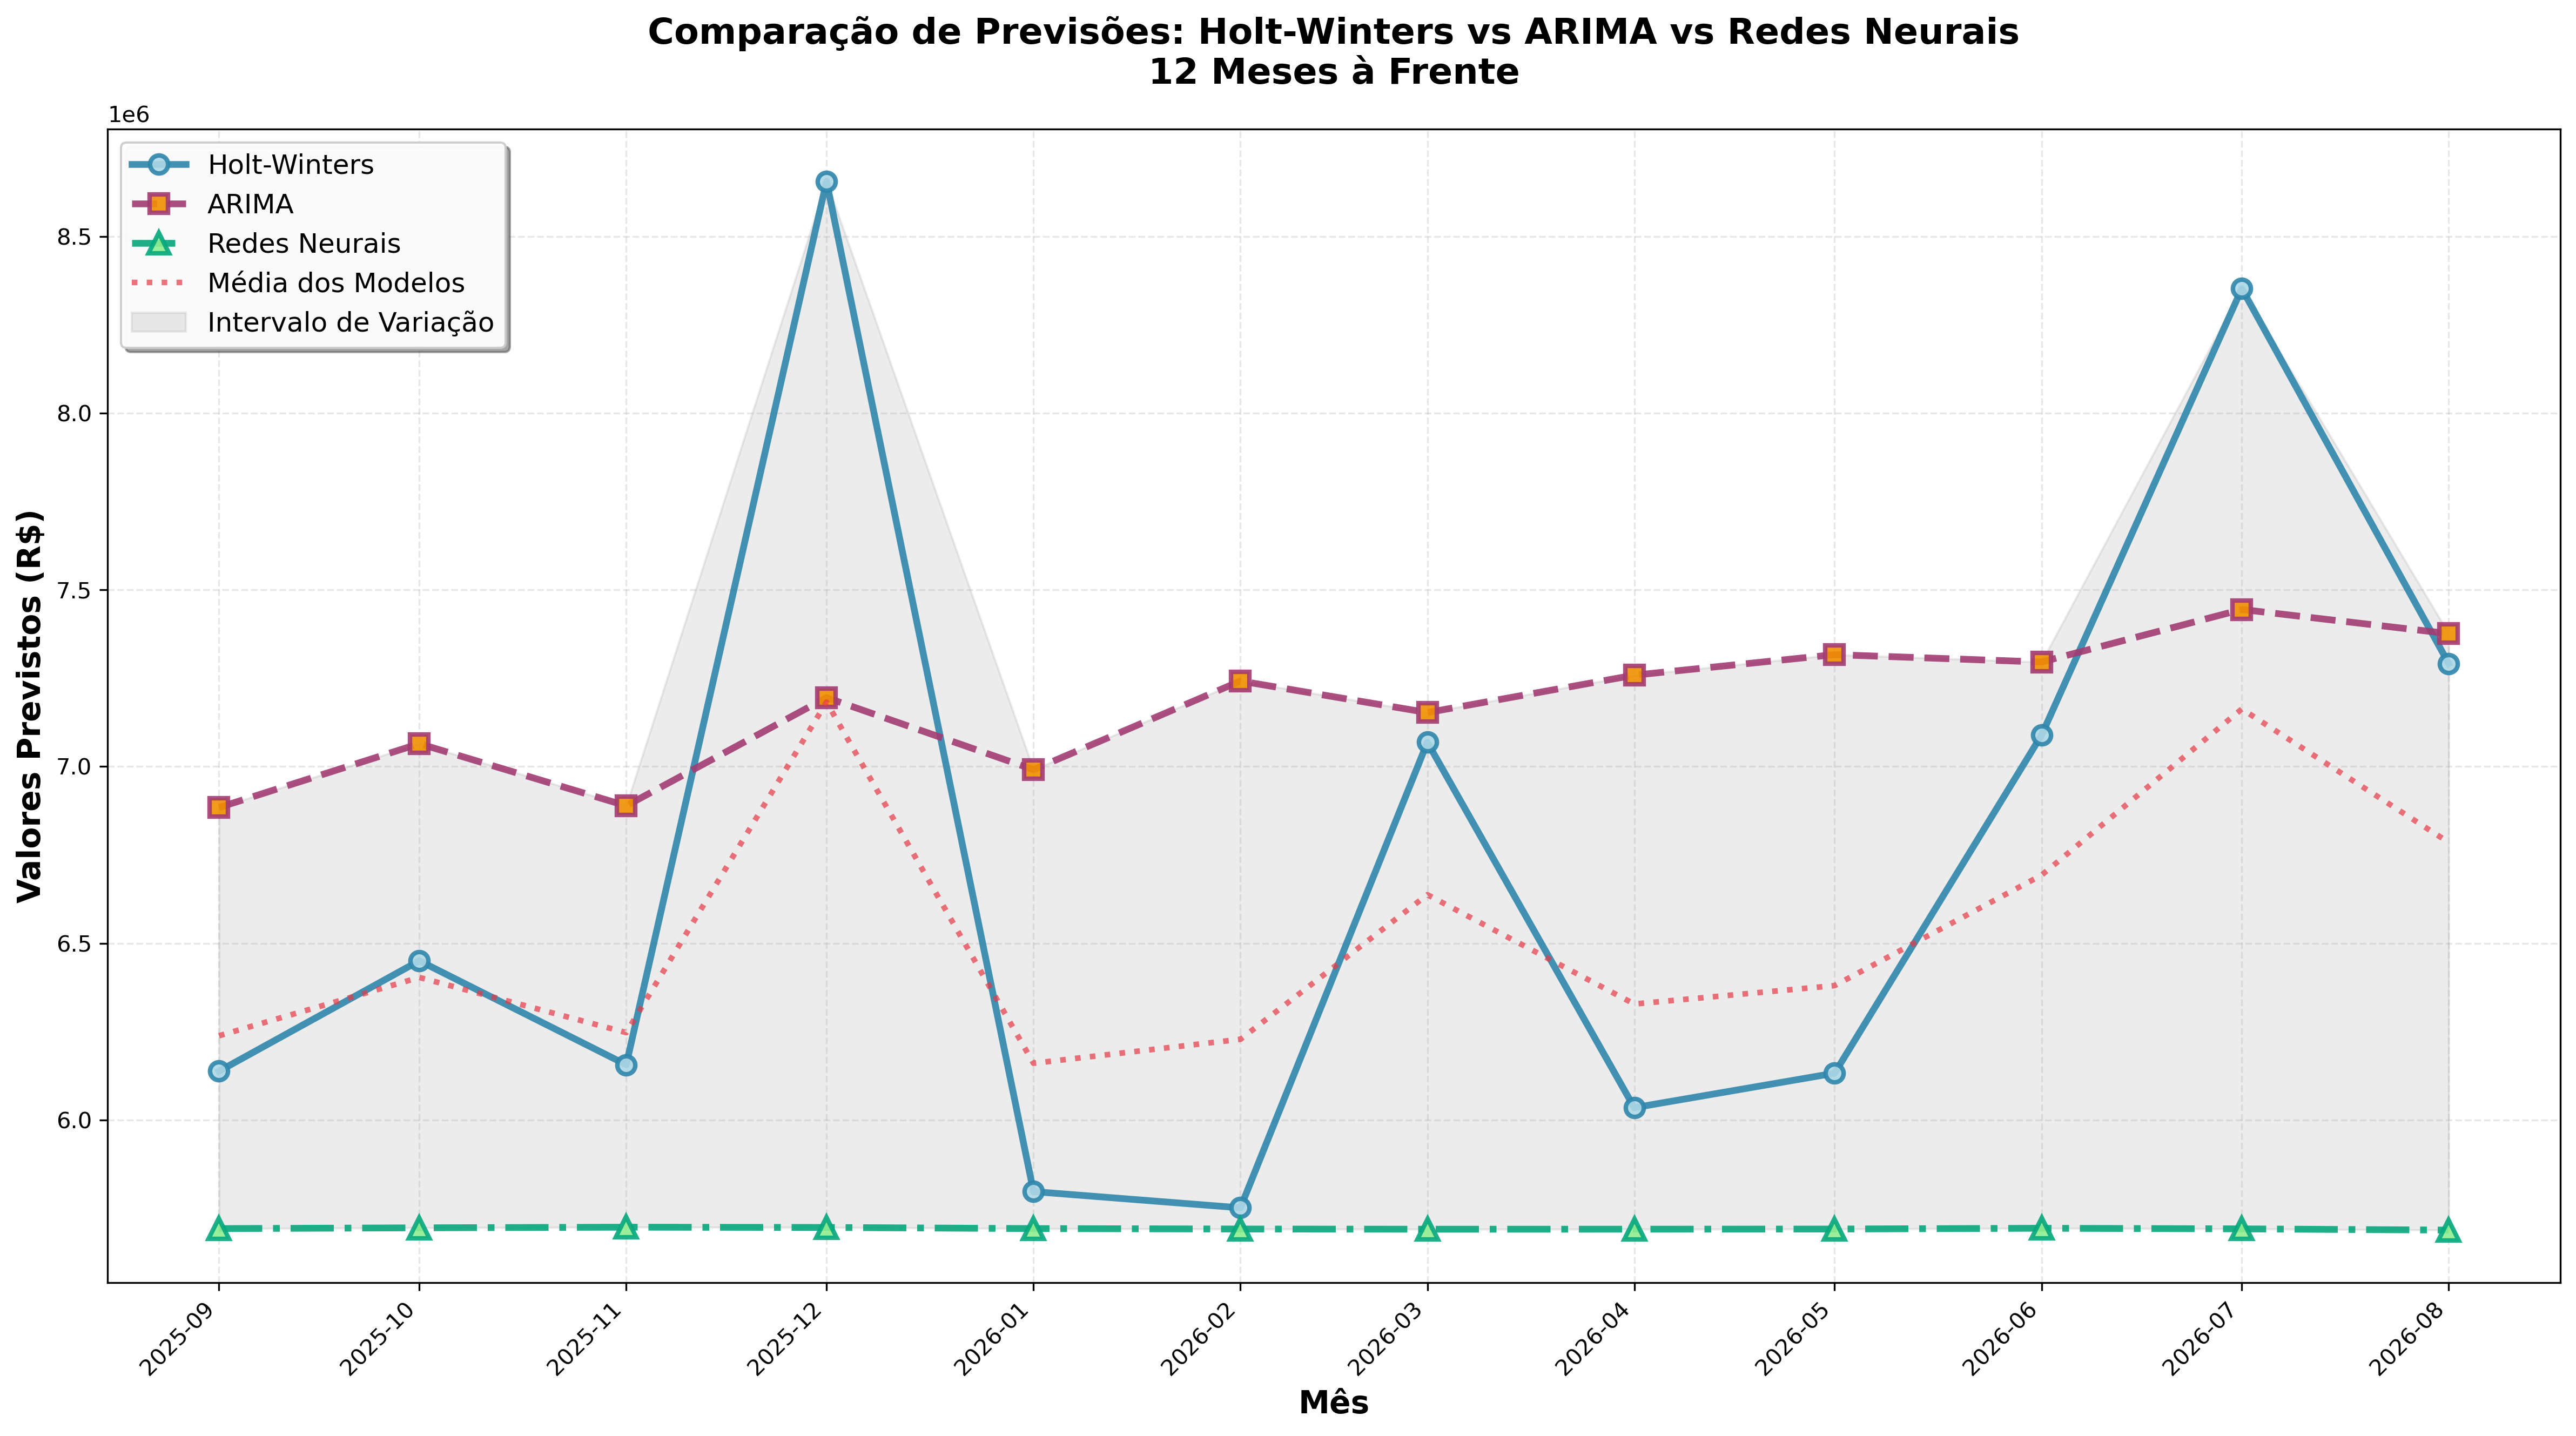 Comparação de Previsões: Holt-Winters vs ARIMA vs Redes Neurais
12 Meses à Frente
1e6
Holt-Winters
ARIMA
Redes Neurais
Média dos Modelos
Intervalo de Variação
8.5
8.0
7.5
7.0
6.5
6.0
Valores Previstos (R$)
2025-09
2025-10
2025-11
2025-12
2026-01
2026-02
2026-03
2026-04
2026-05
2026-06
2026-07
2026-08
Mês